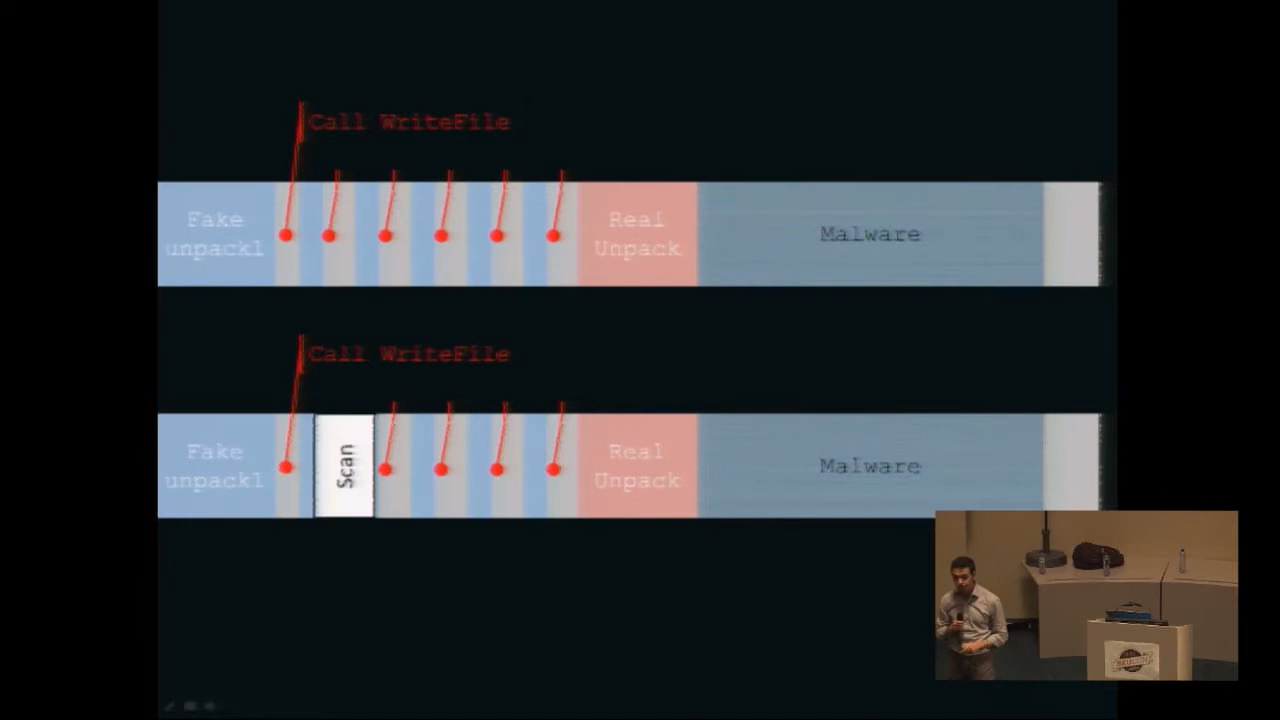 Call WriteFile
Fake
unpack1
Real
Unpack
Malware
Call WriteFile
Fake
unpack1
Scan
Real
Unpack
Malware